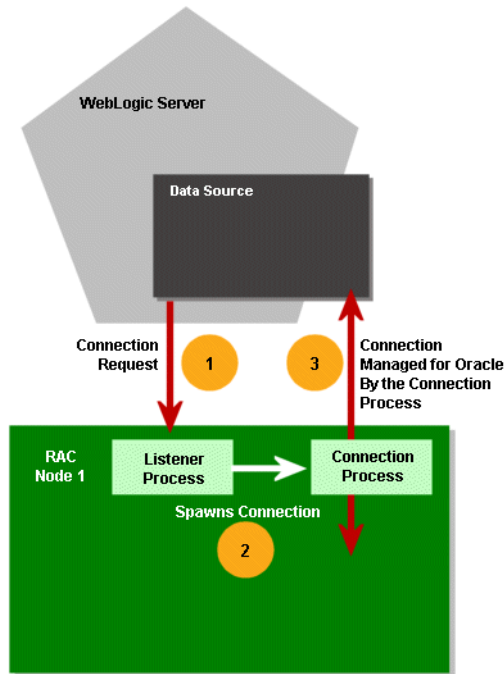 WebLogic Server
Data Source
Connection
Request
1
3
Connection
Managed for Oracle
By the Connection
Process
RAC
Node 1
Listener
Process
Connection
Process
Spawns Connection
2